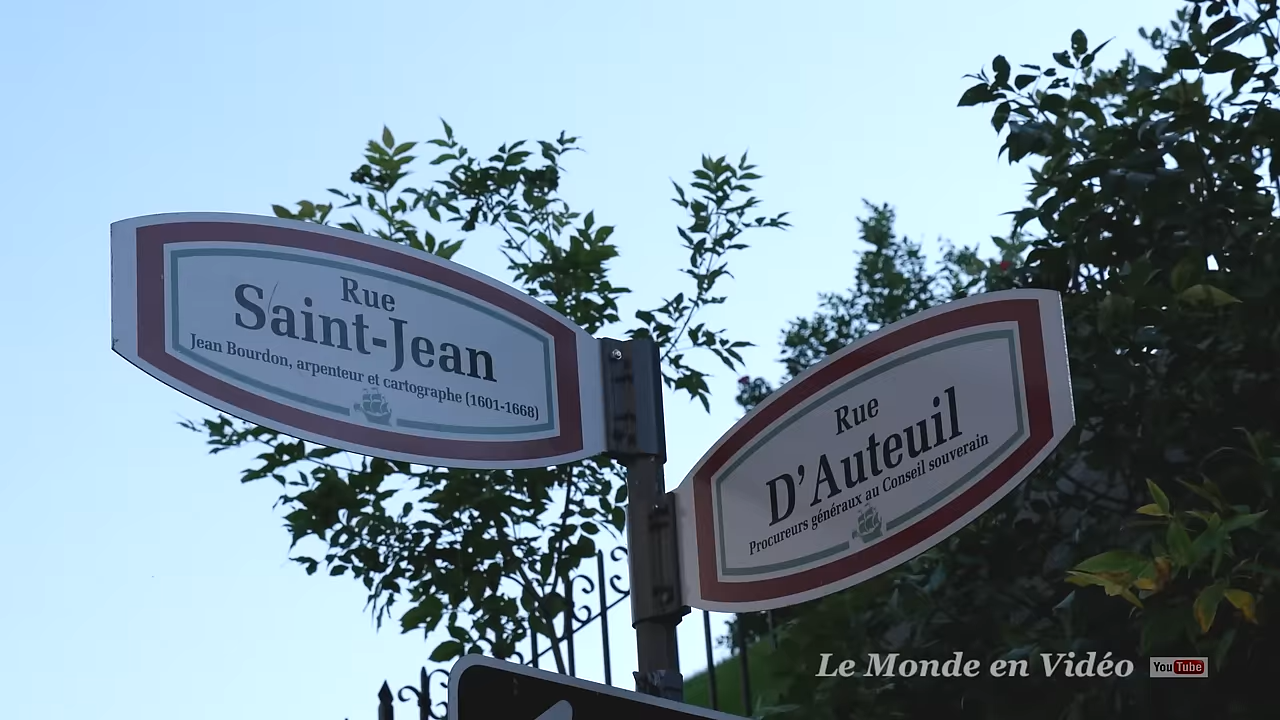 Rue
Saint-Jean
Jean Bourdon, arpenteur et cartographe (1601-1668)
Rue
D'Auteuil
Procureurs généraux au Conseil souverain
Le Monde en Vidéo YouTube